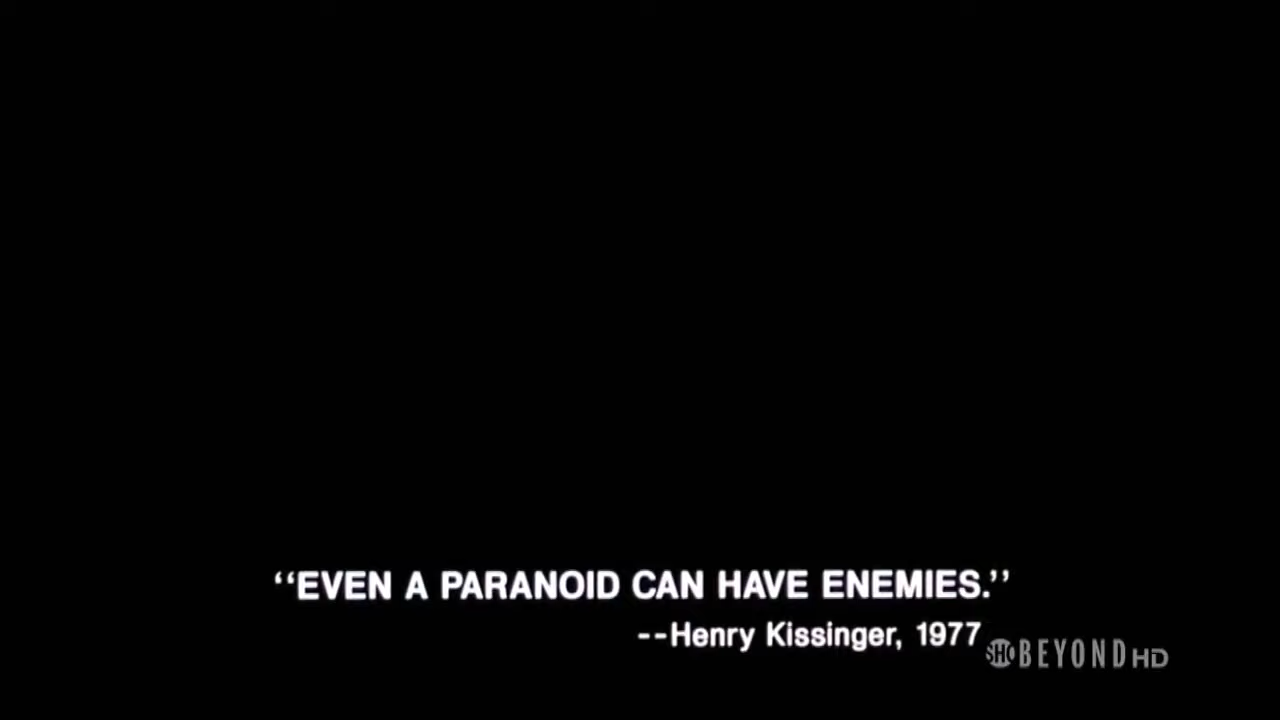 ‘‘EVEN A PARANOID CAN HAVE ENEMIES.’’
--Henry Kissinger, 1977
SHO BEYOND HD